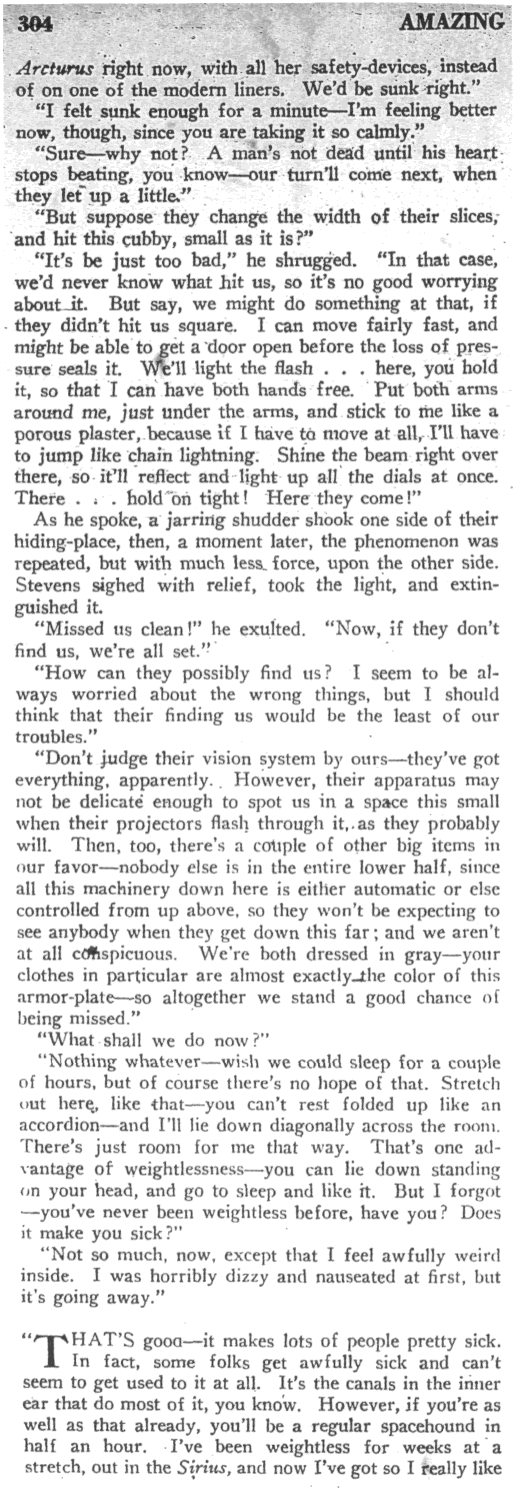 304 AMAZING
Arcturus right now, with all her safety-devices, instead
of on one of the modern liners. We'd be sunk right."
"I felt sunk enough for a minute—I'm feeling better
now, though, since you are taking it so calmly."
"Sure—why not? A man's not dead until his heart
stops beating, you know—our turn'll come next, when
they let up a little."
"But suppose they change the width of their slices,
and hit this cubby, small as it is?"
"It's be just too bad," he shrugged. "In that case,
we'd never know what hit us, so it's no good worrying
about it. But say, we might do something at that, if
they didn't hit us square. I can move fairly fast, and
might be able to get a door open before the loss of pres-
sure seals it. We'll light the flash . . . here, you hold
it, so that I can have both hands free. Put both arms
around me, just under the arms, and stick to me like a
porous plaster, because if I have to move at all, I'll have
to jump like chain lightning. Shine the beam right over
there, so it'll reflect and light up all the dials at once.
There . . . hold on tight! Here they come!"
As he spoke, a jarring shudder shook one side of their
hiding-place, then, a moment later, the phenomenon was
repeated, but with much less force, upon the other side.
Stevens sighed with relief, took the light, and extin-
guished it.
"Missed us clean!" he exulted. "Now, if they don't
find us, we're all set."
"How can they possibly find us? I seem to be al-
ways worried about the wrong things, but I should
think that their finding us would be the least of our
troubles."
"Don't judge their vision system by ours—they've got
everything, apparently. However, their apparatus may
not be delicate enough to spot us in a space this small
when their projectors flash through it, as they probably
will. Then, too, there's a couple of other big items in
our favor—nobody else is in the entire lower half, since
all this machinery down here is either automatic or else
controlled from up above, so they won't be expecting to
see anybody when they get down this far; and we aren't
at all conspicuous. We're both dressed in gray—your
clothes in particular are almost exactly the color of this
armor-plate—so altogether we stand a good chance of
being missed."
"What shall we do now?"
"Nothing whatever—wish we could sleep for a couple
of hours, but of course there's no hope of that. Stretch
out here, like that—you can't rest folded up like an
accordion—and I'll lie down diagonally across the room.
There's just room for me that way. That's one ad-
vantage of weightlessness—you can lie down standing
on your head, and go to sleep and like it. But I forgot
—you've never been weightless before, have you? Does
it make you sick?"
"Not so much, now, except that I feel awfully weird
inside. I was horribly dizzy and nauseated at first, but
it's going away."
"THAT'S good—it makes lots of people pretty sick.
In fact, some folks get awfully sick and can't
seem to get used to it at all. It's the canals in the inner
ear that do most of it, you know. However, if you're as
well as that already, you'll be a regular spacehound in
half an hour. I've been weightless for weeks at a
stretch, out in the Sirius, and now I've got so I really like